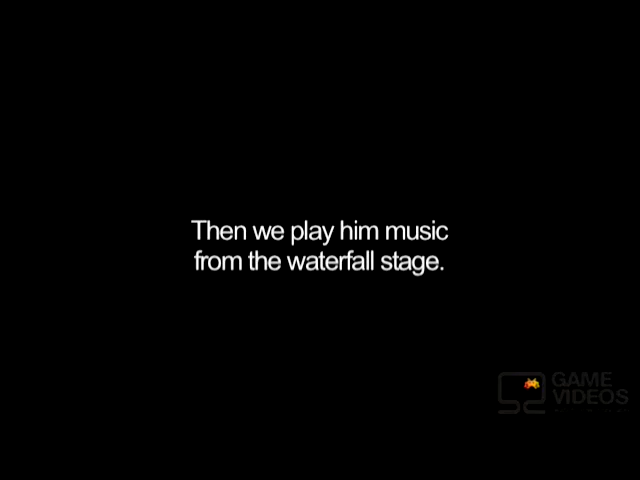 Then we play him music
from the waterfall stage.
GAME
VIDEOS